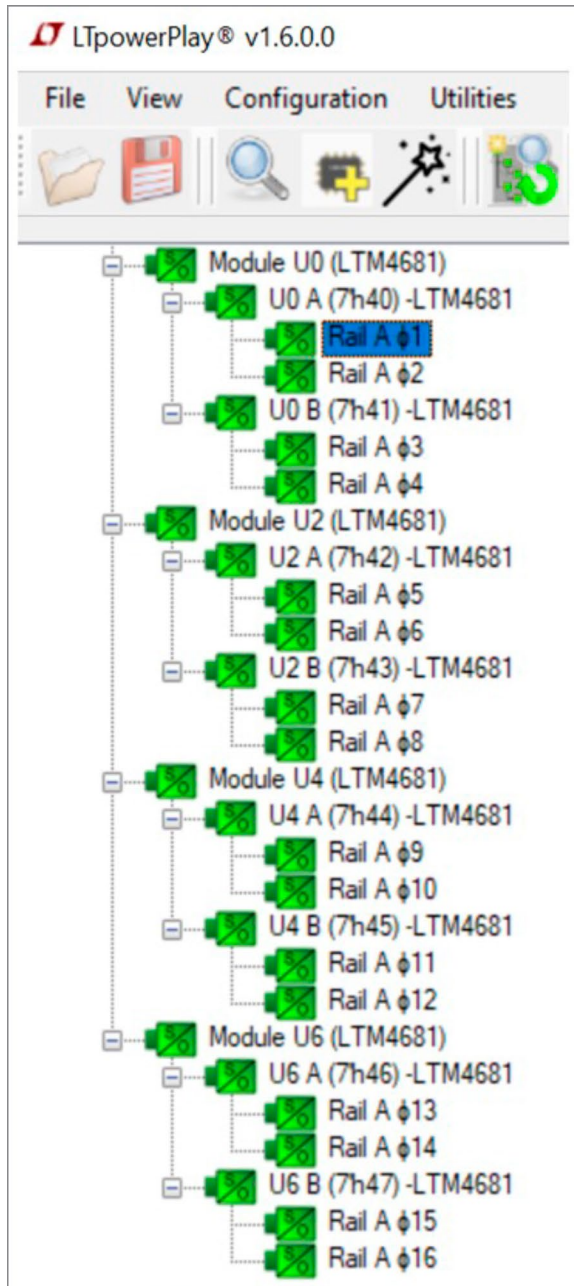 LTpowerPlay® v1.6.0.0
File View Configuration Utilities
Module U0 (LTM4681)
U0 A (7h40) -LTM4681
Rail A ϕ1
Rail A ϕ2
U0 B (7h41) -LTM4681
Rail A ϕ3
Rail A ϕ4
Module U2 (LTM4681)
U2 A (7h42) -LTM4681
Rail A ϕ5
Rail A ϕ6
U2 B (7h43) -LTM4681
Rail A ϕ7
Rail A ϕ8
Module U4 (LTM4681)
U4 A (7h44) -LTM4681
Rail A ϕ9
Rail A ϕ10
U4 B (7h45) -LTM4681
Rail A ϕ11
Rail A ϕ12
Module U6 (LTM4681)
U6 A (7h46) -LTM4681
Rail A ϕ13
Rail A ϕ14
U6 B (7h47) -LTM4681
Rail A ϕ15
Rail A ϕ16